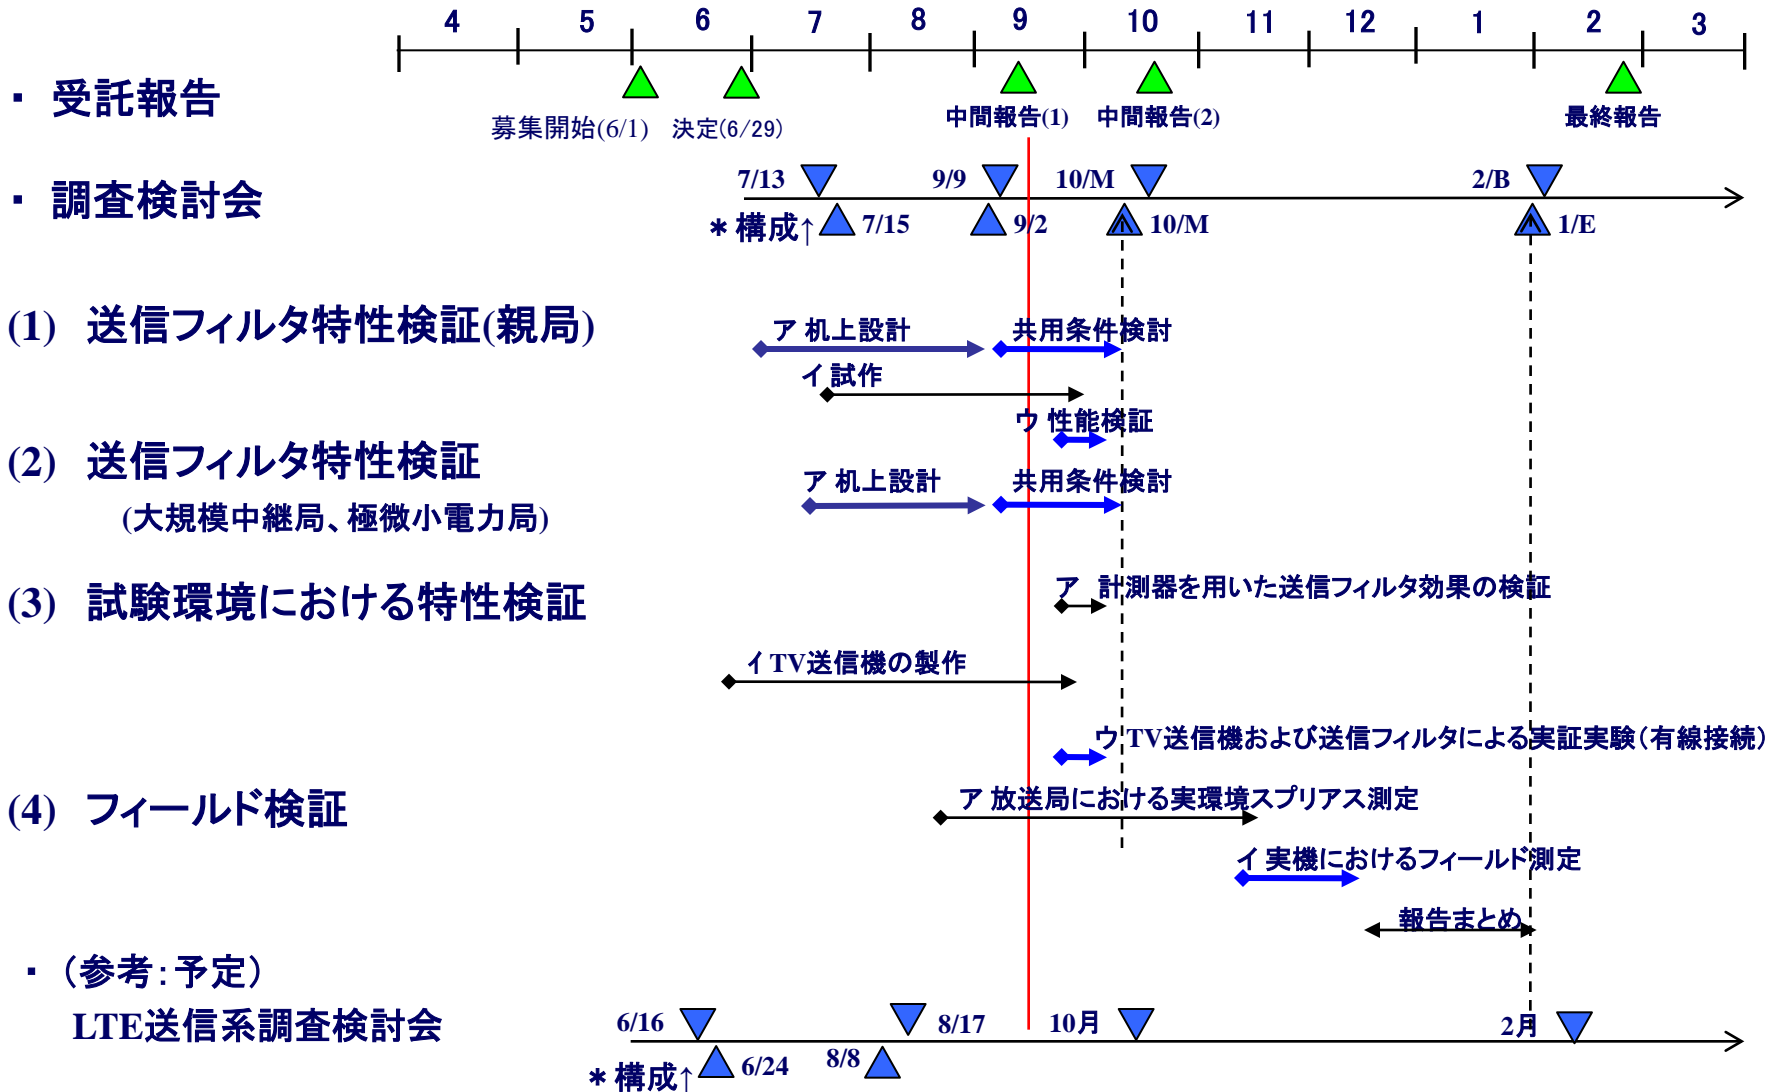 4 5 6 7 8 9 10 11 12 1 2 3
・ 受託報告
募集開始(6/1) 決定(6/29) 中間報告(1) 中間報告(2) 最終報告
・ 調査検討会
7/13 9/9 10/M 2/B
＊構成↑ 7/15 9/2 10/M 1/E
(1) 送信フィルタ特性検証(親局)
ア 机上設計 共用条件検討
イ 試作
ウ 性能検証
(2) 送信フィルタ特性検証
ア 机上設計 共用条件検討
(大規模中継局、極微小電力局)
(3) 試験環境における特性検証
ア 計測器を用いた送信フィルタ効果の検証
イ TV送信機の製作
ウ TV送信機および送信フィルタによる実証実験（有線接続）
(4) フィールド検証
ア 放送局における実環境スプリアス測定
イ 実機におけるフィールド測定
報告まとめ
・ （参考：予定）
LTE送信系調査検討会
6/16 8/17 10月 2月
＊構成↑ 6/24 8/8